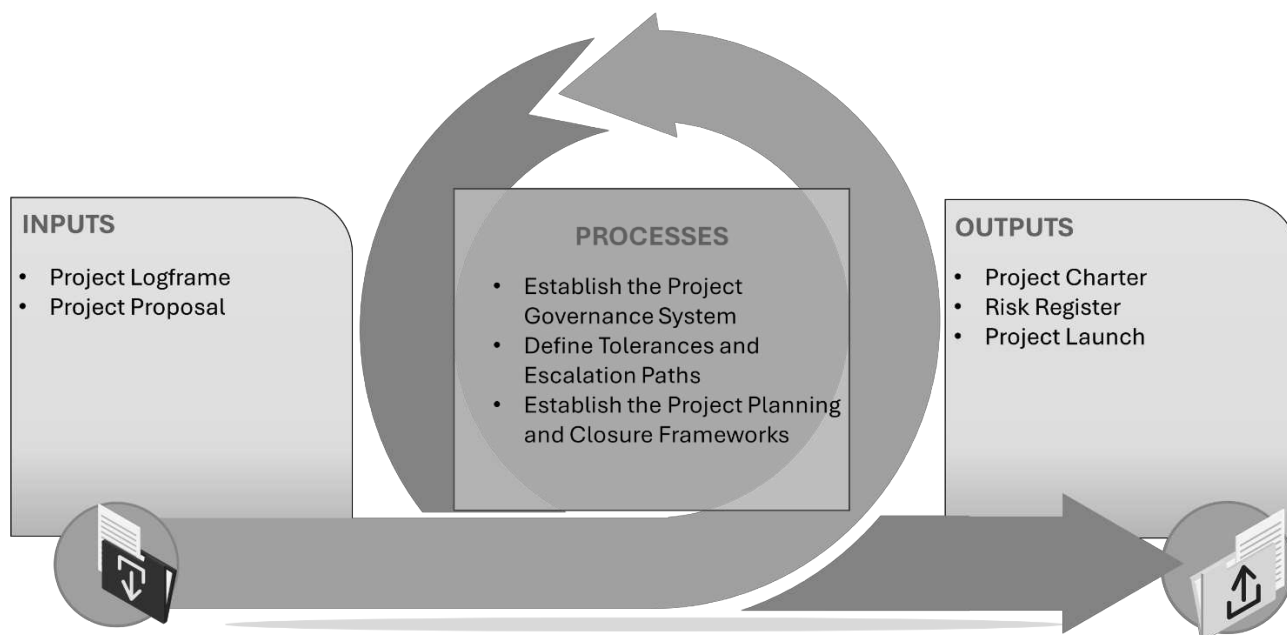 INPUTS
• Project Logframe
• Project Proposal
PROCESSES
• Establish the Project
Governance System
• Define Tolerances and
Escalation Paths
• Establish the Project Planning
and Closure Frameworks
OUTPUTS
• Project Charter
• Risk Register
• Project Launch